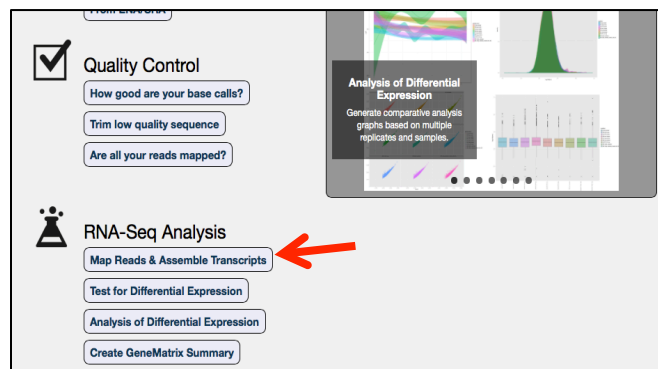 Quality Control
How good are your base calls?
Trim low quality sequence
Are all your reads mapped?
Analysis of Differential
Expression
Generate comparative analysis
graphs based on multiple
replicates and samples.
RNA-Seq Analysis
Map Reads & Assemble Transcripts
Test for Differential Expression
Analysis of Differential Expression
Create GeneMatrix Summary